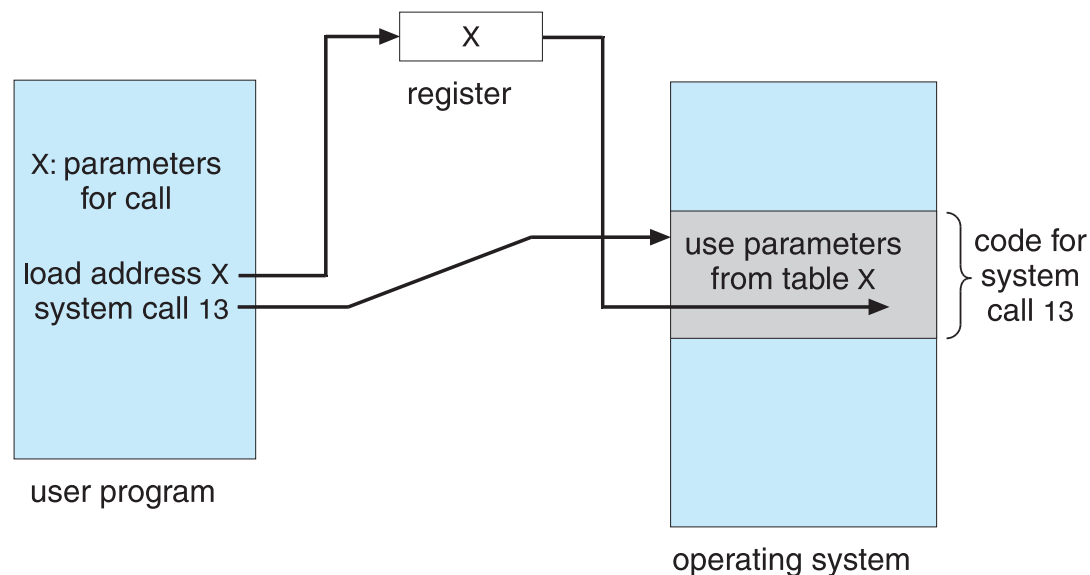 X
register
X: parameters
for call
load address X
system call 13
user program
use parameters
from table X
code for
system
call 13
operating system